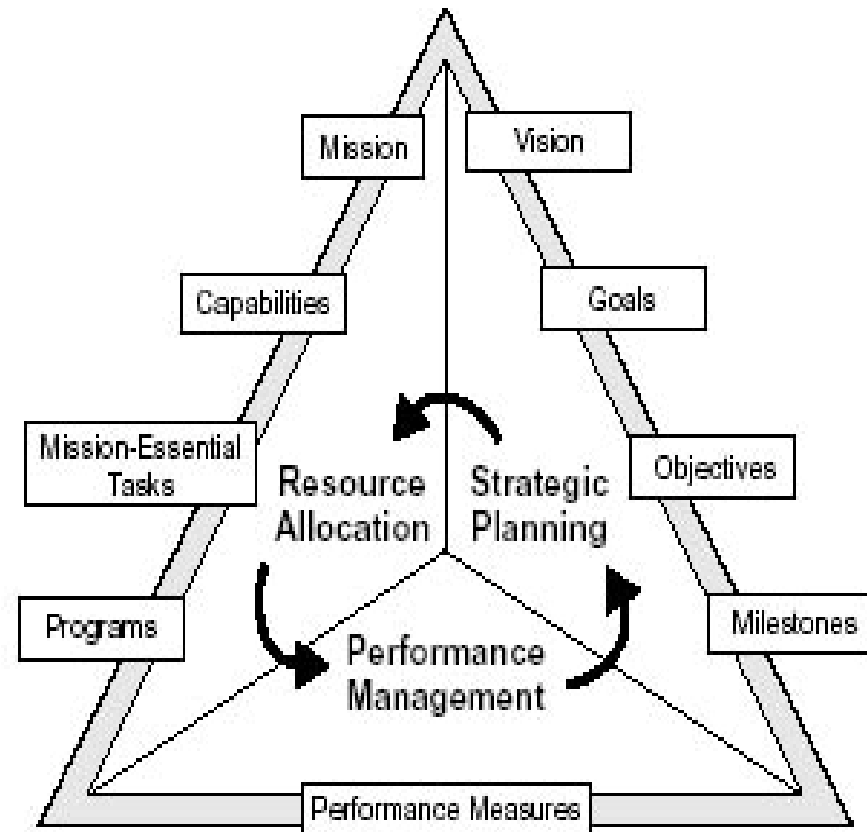 Mission
Vision
Capabilities
Goals
Mission-Essential
Tasks
Objectives
Resource
Allocation
Strategic
Planning
Programs
Milestones
Performance
Management
Performance Measures